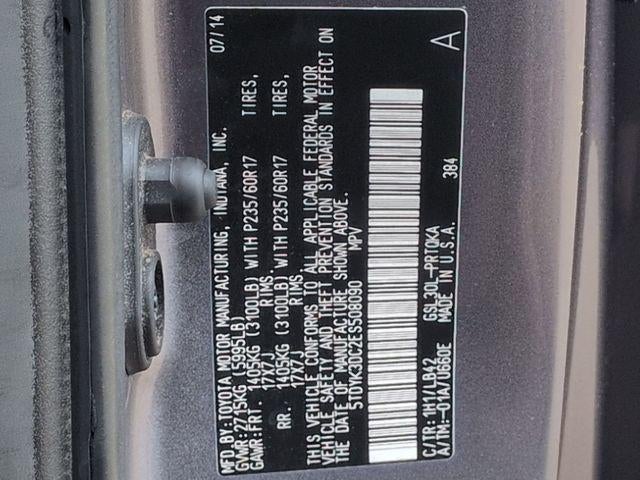 MFD.BY:TOYOTA MOTOR MANUFACTURING, INDIANA, INC. 07/14
GVWR:2715KG (5995LB)
GAWR:FRT. 1405KG (3100LB) WITH P235/60R17 TIRES,
17X7J RIMS.
RR. 1405KG (3100LB) WITH P235/60R17 TIRES,
17X7J RIMS.
THIS VEHICLE CONFORMS TO ALL APPLICABLE FEDERAL MOTOR
VEHICLE SAFETY AND THEFT PREVENTION STANDARDS IN EFFECT ON
THE DATE OF MANUFACTURE SHOWN ABOVE.
5TDYK3DC2ES508090 MPV
C/TM:1H1/LB42 GSL30L-PRTQKA 384
A/TM:-01A/U660E MADE IN U.S.A.
A